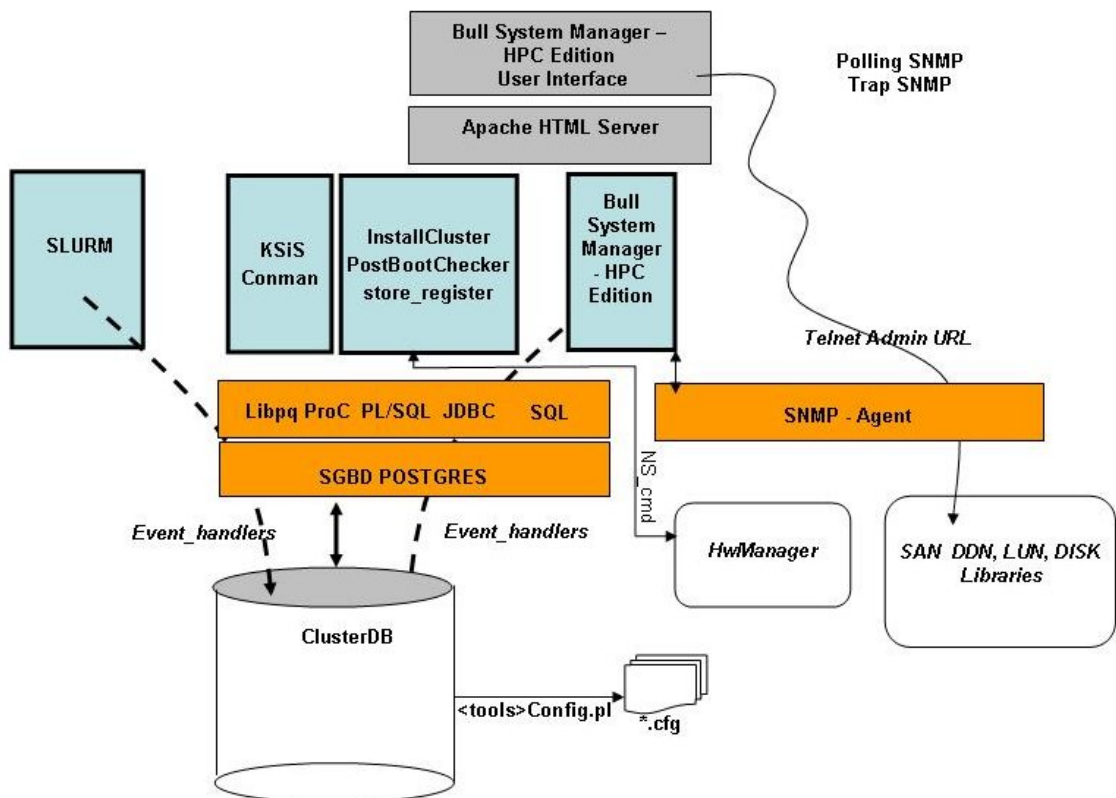 Bull System Manager –
HPC Edition
User Interface
Polling SNMP
Trap SNMP
Apache HTML Server
SLURM
KSiS
Conman
InstallCluster
PostBootChecker
store_register
Bull
System
Manager
- HPC
Edition
Telnet Admin URL
Libpq ProC PL/SQL JDBC SQL
SNMP - Agent
SGBD POSTGRES
NS_cmd
Event_handlers
Event_handlers
HwManager
SAN DDN, LUN, DISK
Libraries
ClusterDB
<tools>Config.pl
*.cfg